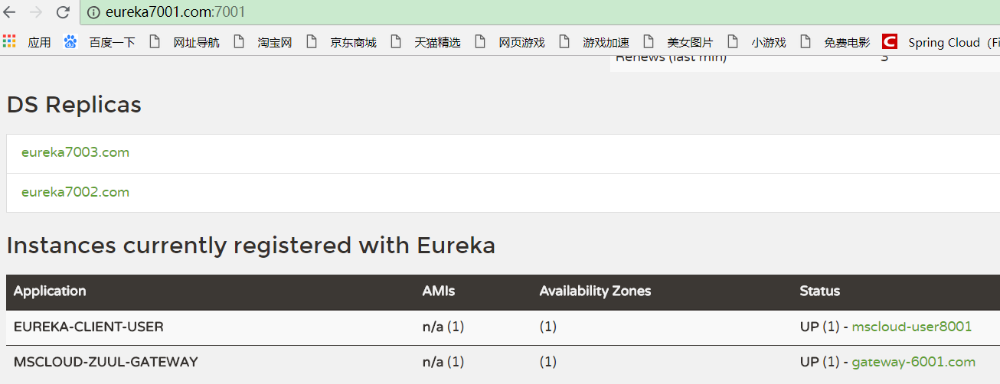 eureka7001.com:7001
应用 百度一下 网址导航 淘宝网 京东商城 天猫精选 网页游戏 游戏加速 美女图片 小游戏 免费电影 C Spring Cloud（Fi
Renews (last min) 3
DS Replicas
eureka7003.com
eureka7002.com
Instances currently registered with Eureka
Application AMIs Availability Zones Status
EUREKA-CLIENT-USER n/a (1) (1) UP (1) - mscloud-user8001
MSCLOUD-ZUUL-GATEWAY n/a (1) (1) UP (1) - gateway-6001.com